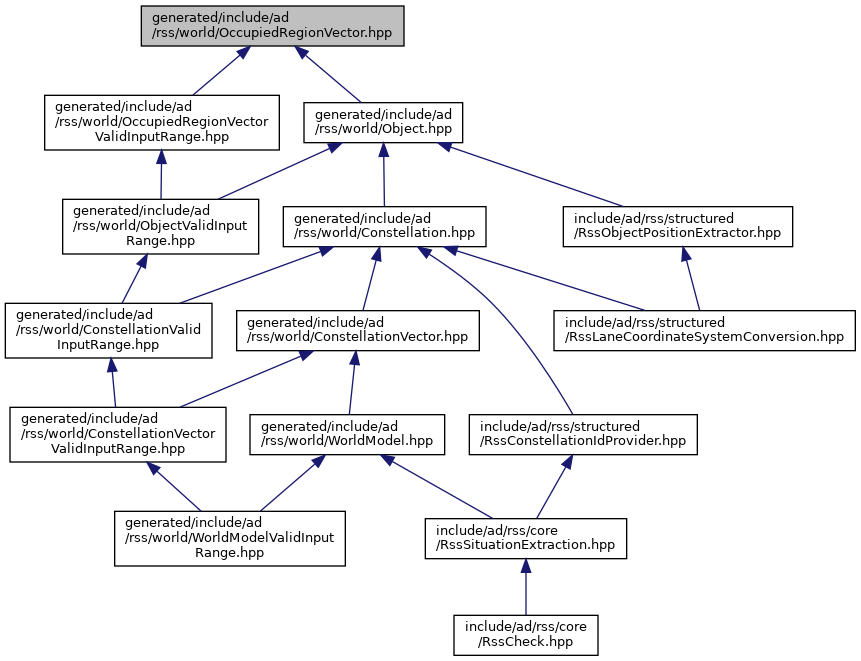 generated/include/ad
/rss/world/OccupiedRegionVector.hpp
generated/include/ad
/rss/world/OccupiedRegionVector
ValidInputRange.hpp
generated/include/ad
/rss/world/Object.hpp
generated/include/ad
/rss/world/ObjectValidInput
Range.hpp
generated/include/ad
/rss/world/Constellation.hpp
include/ad/rss/structured
/RssObjectPositionExtractor.hpp
generated/include/ad
/rss/world/ConstellationValid
InputRange.hpp
generated/include/ad
/rss/world/ConstellationVector.hpp
include/ad/rss/structured
/RssLaneCoordinateSystemConversion.hpp
generated/include/ad
/rss/world/ConstellationVector
ValidInputRange.hpp
generated/include/ad
/rss/world/WorldModel.hpp
include/ad/rss/structured
/RssConstellationIdProvider.hpp
generated/include/ad
/rss/world/WorldModelValidInput
Range.hpp
include/ad/rss/core
/RssSituationExtraction.hpp
include/ad/rss/core
/RssCheck.hpp